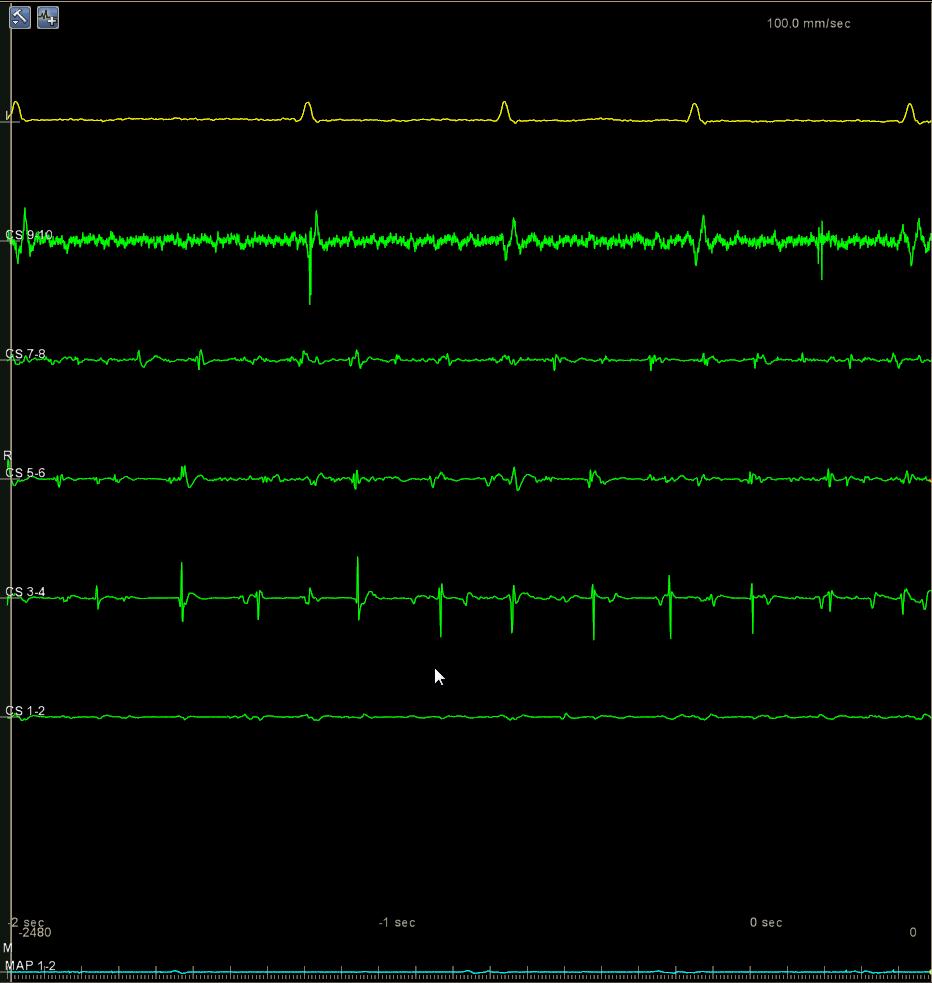 100.0 mm/sec
CS 9-10
CS 7-8
R
CS 5-6
CS 3-4
CS 1-2
-2 sec
-1 sec
0 sec
-2480
0
M
MAP 1-2